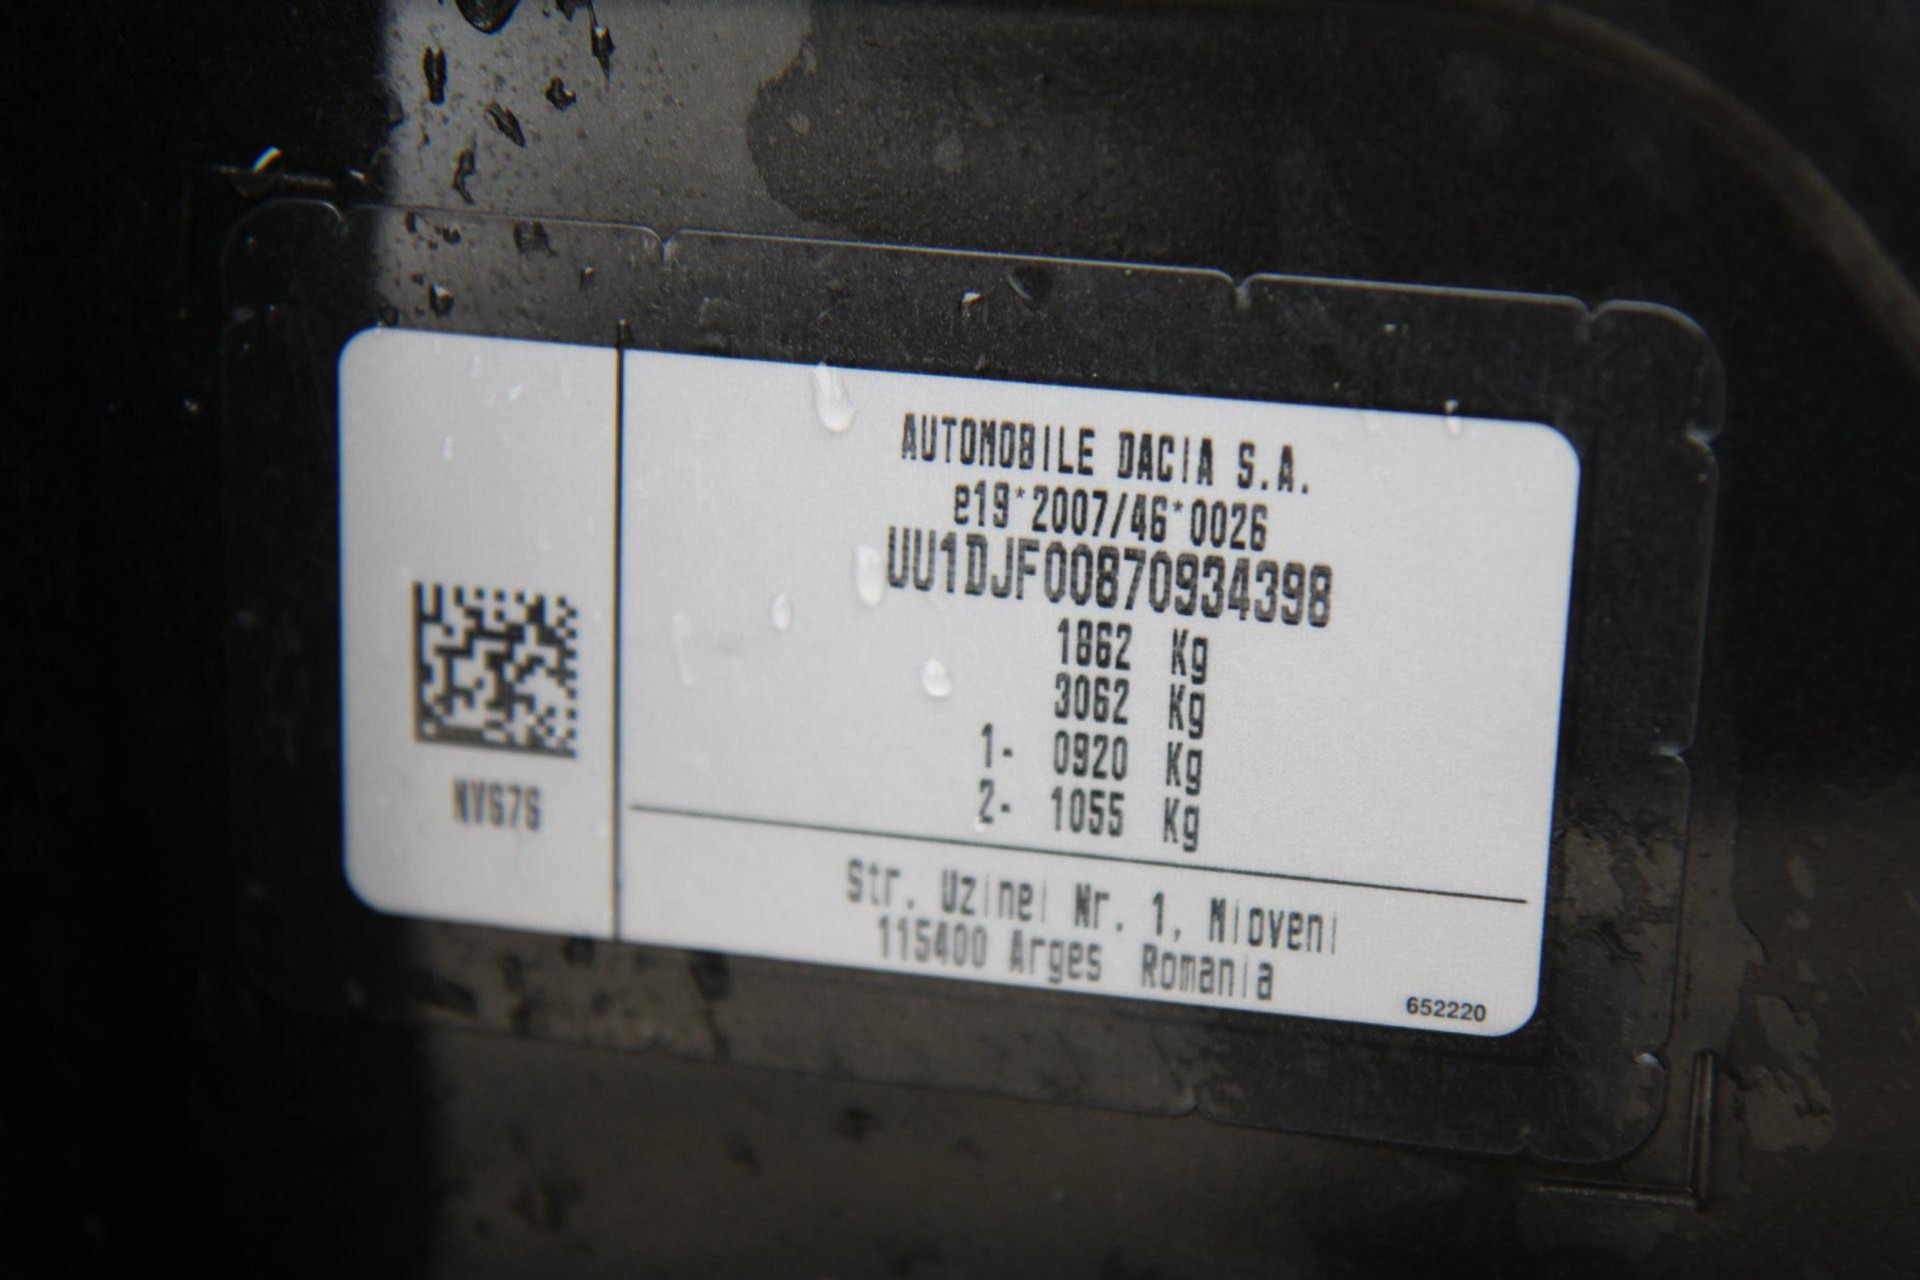 AUTOMOBILE DACIA S.A.
e19*2007/46*0026
UU1DJF00870934398
1862 Kg
3062 Kg
1- 0920 Kg
2- 1055 Kg
NVG7S
Str. Uzinei Nr. 1, Mioveni
115400 Arges Romania
652220